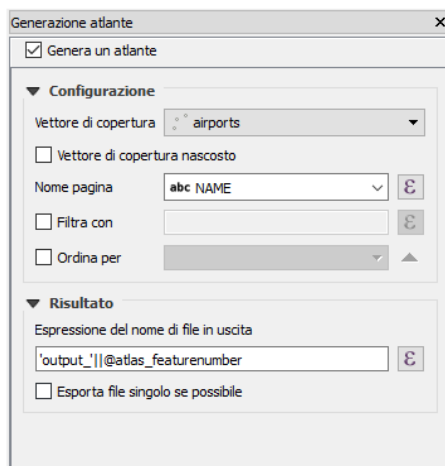 Generazione atlante
Genera un atlante
Configurazione
Vettore di copertura airports
Vettore di copertura nascosto
Nome pagina abc NAME ε
Filtra con ε
Ordina per
Risultato
Espressione del nome di file in uscita
'output_'||@atlas_featurenumber ε
Esporta file singolo se possibile